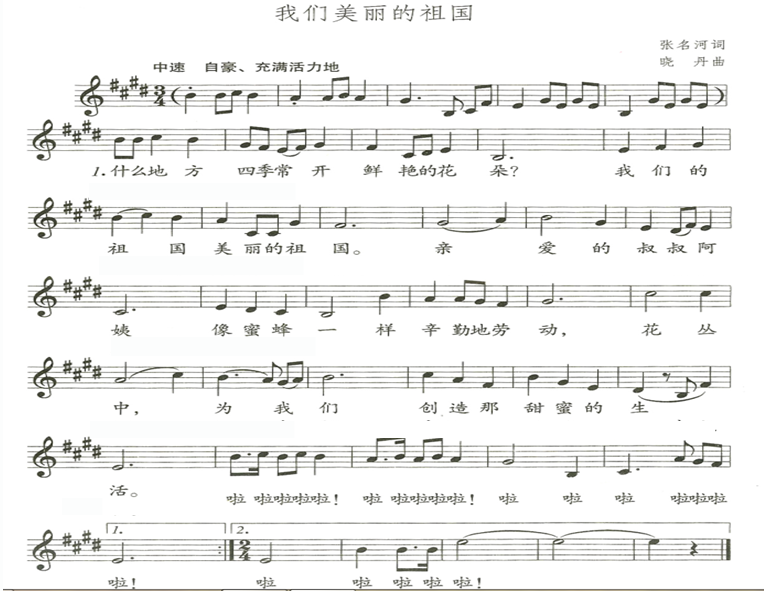 我们美丽的祖国
张名河 词
中速 自豪、充满活力地
晓 丹 曲
3/4
1.什么地方 四季常开 鲜艳的花 朵? 我们的
祖国 美丽的祖 国。 亲 爱的 叔叔阿
姨 像蜜蜂 一 样 辛勤地劳 动, 花丛
中, 为 我 们 创造那 甜蜜的 生
活。 啦 啦啦啦啦! 啦 啦啦啦啦! 啦 啦 啦 啦啦啦
1. 2. 2/4
啦! 啦 啦 啦 啦 啦!